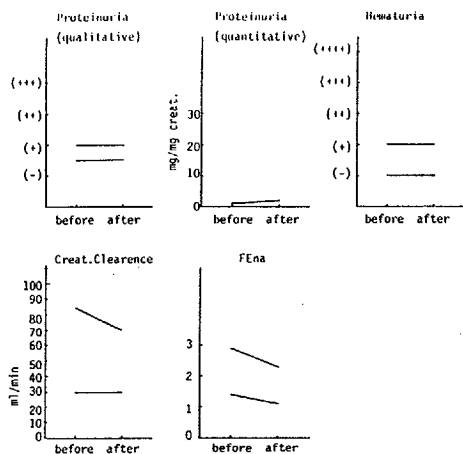 Proteinuria
(qualitative)
(+++)
(++)
(+)
(-)
before after
Proteinuria
(quantitative)
mg/mg creat.
30
20
10
0
before after
Hematuria
(++++)
(+++)
(++)
(+)
(-)
before after
Creat.Clearence
ml/min
100
90
80
70
60
50
40
30
20
10
0
before after
FEna
3
2
1
0
before after